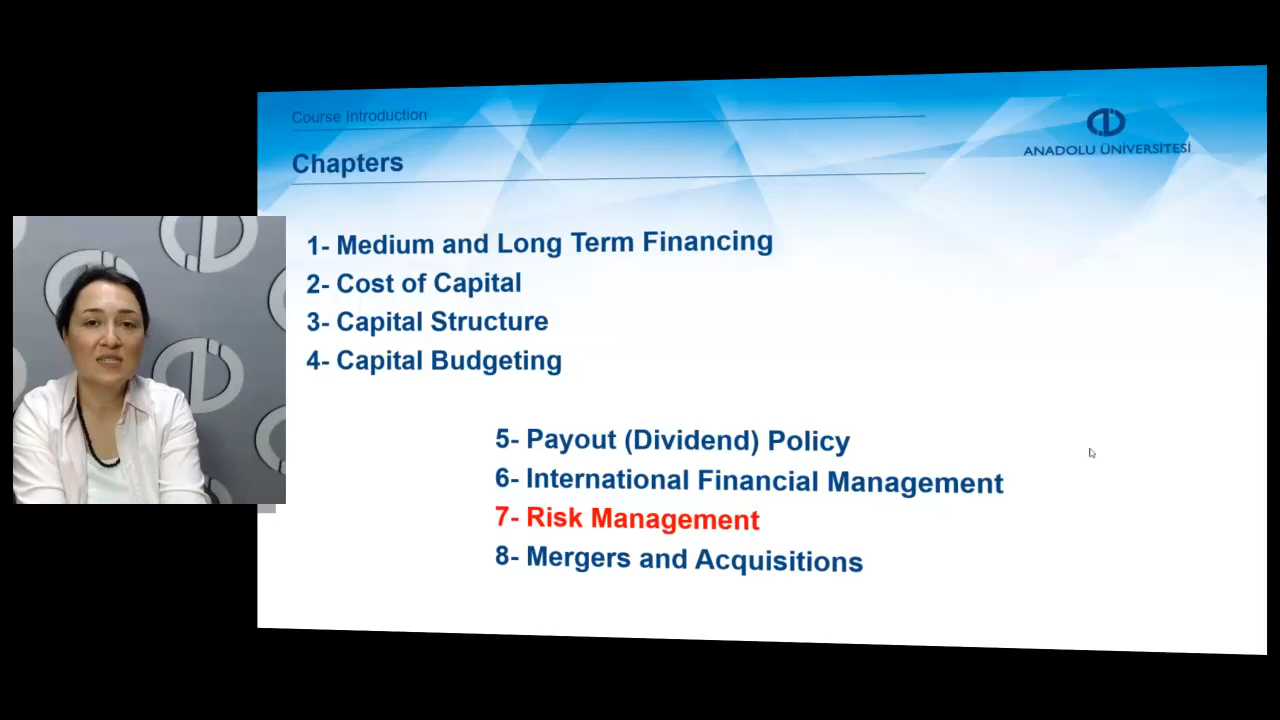 Course Introduction
Chapters
ANADOLU ÜNİVERSİTESİ
1- Medium and Long Term Financing
2- Cost of Capital
3- Capital Structure
4- Capital Budgeting
5- Payout (Dividend) Policy
6- International Financial Management
7- Risk Management
8- Mergers and Acquisitions